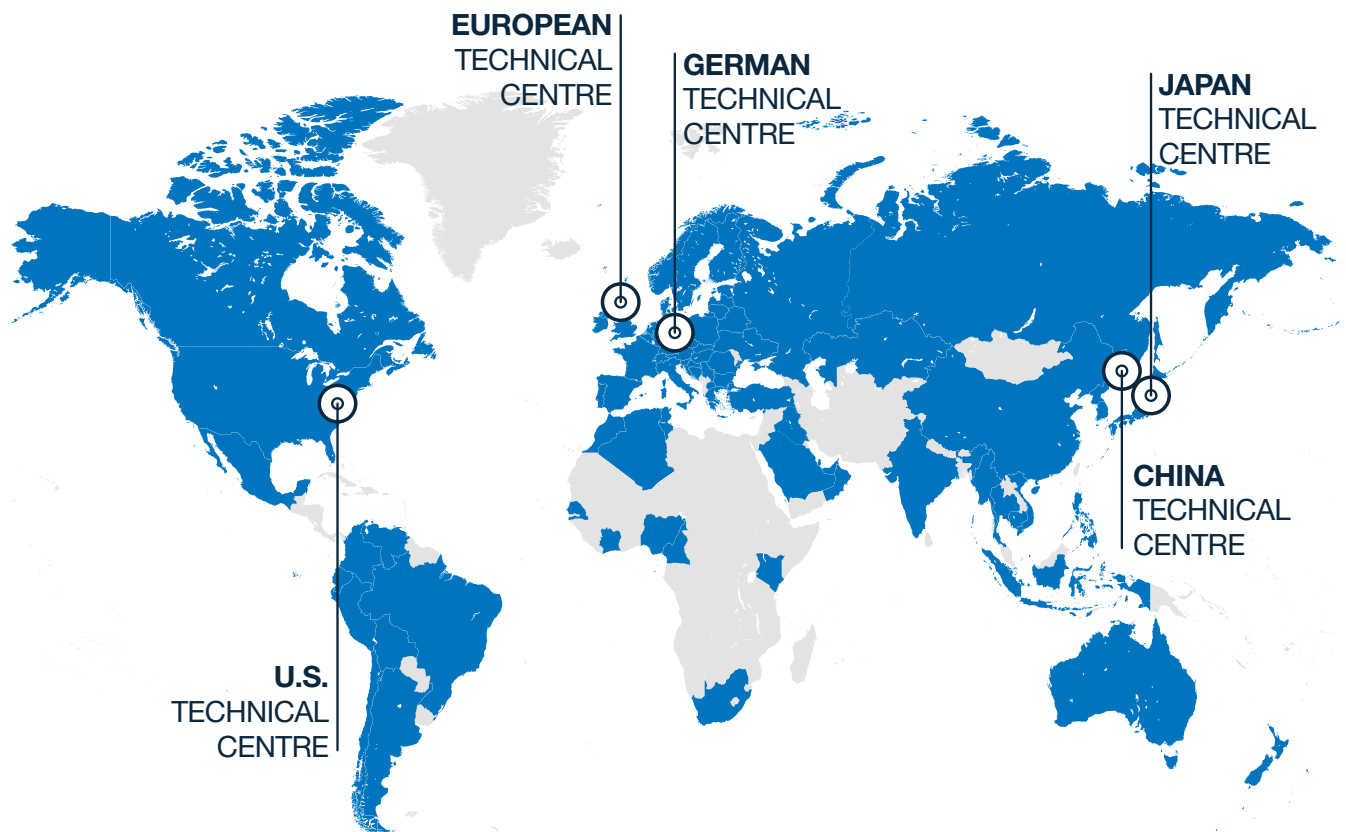 EUROPEAN
TECHNICAL
CENTRE
GERMAN
TECHNICAL
CENTRE
JAPAN
TECHNICAL
CENTRE
CHINA
TECHNICAL
CENTRE
U.S.
TECHNICAL
CENTRE